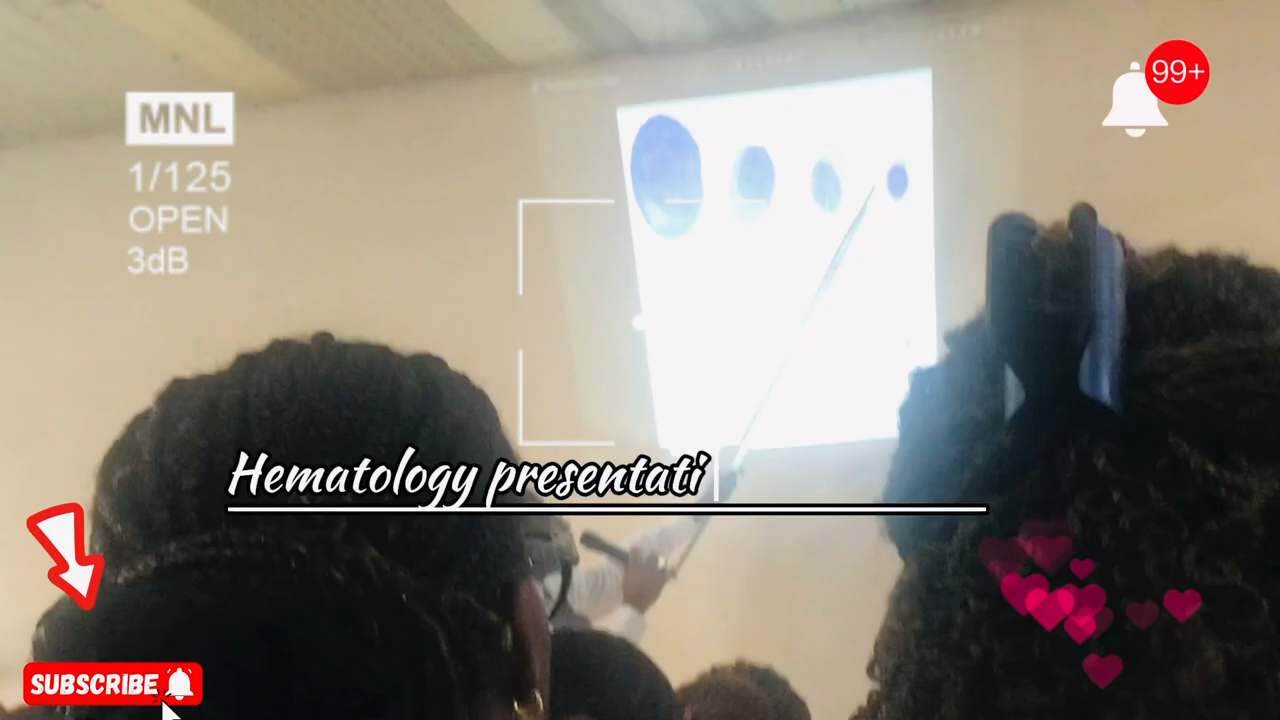 MNL
1/125
OPEN
3dB
99+
Hematology presentati
SUBSCRIBE